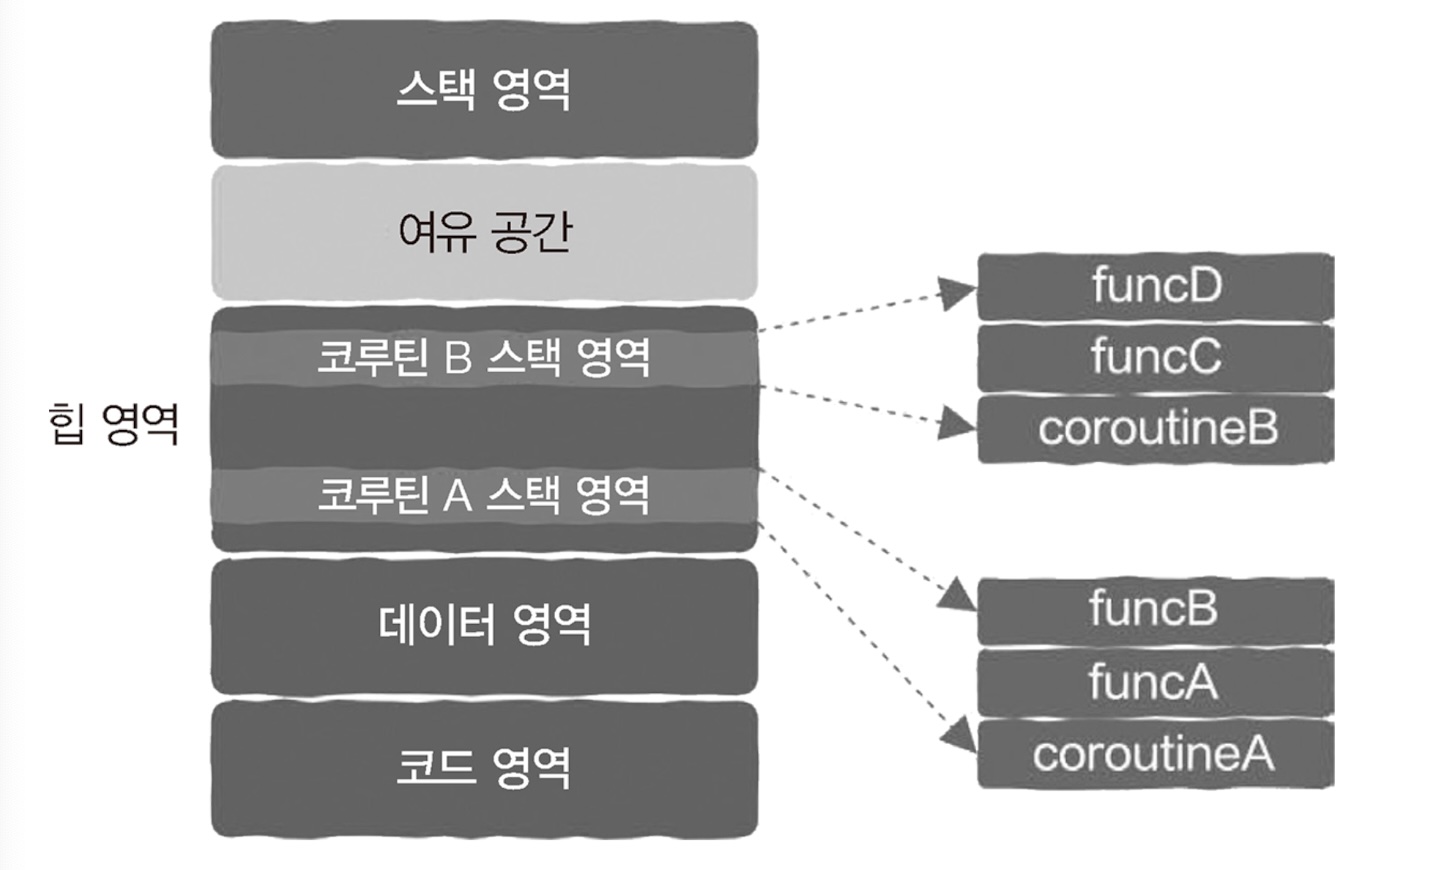 스택 영역
여유 공간
힙 영역
코루틴 B 스택 영역
코루틴 A 스택 영역
데이터 영역
코드 영역
funcD
funcC
coroutineB
funcB
funcA
coroutineA